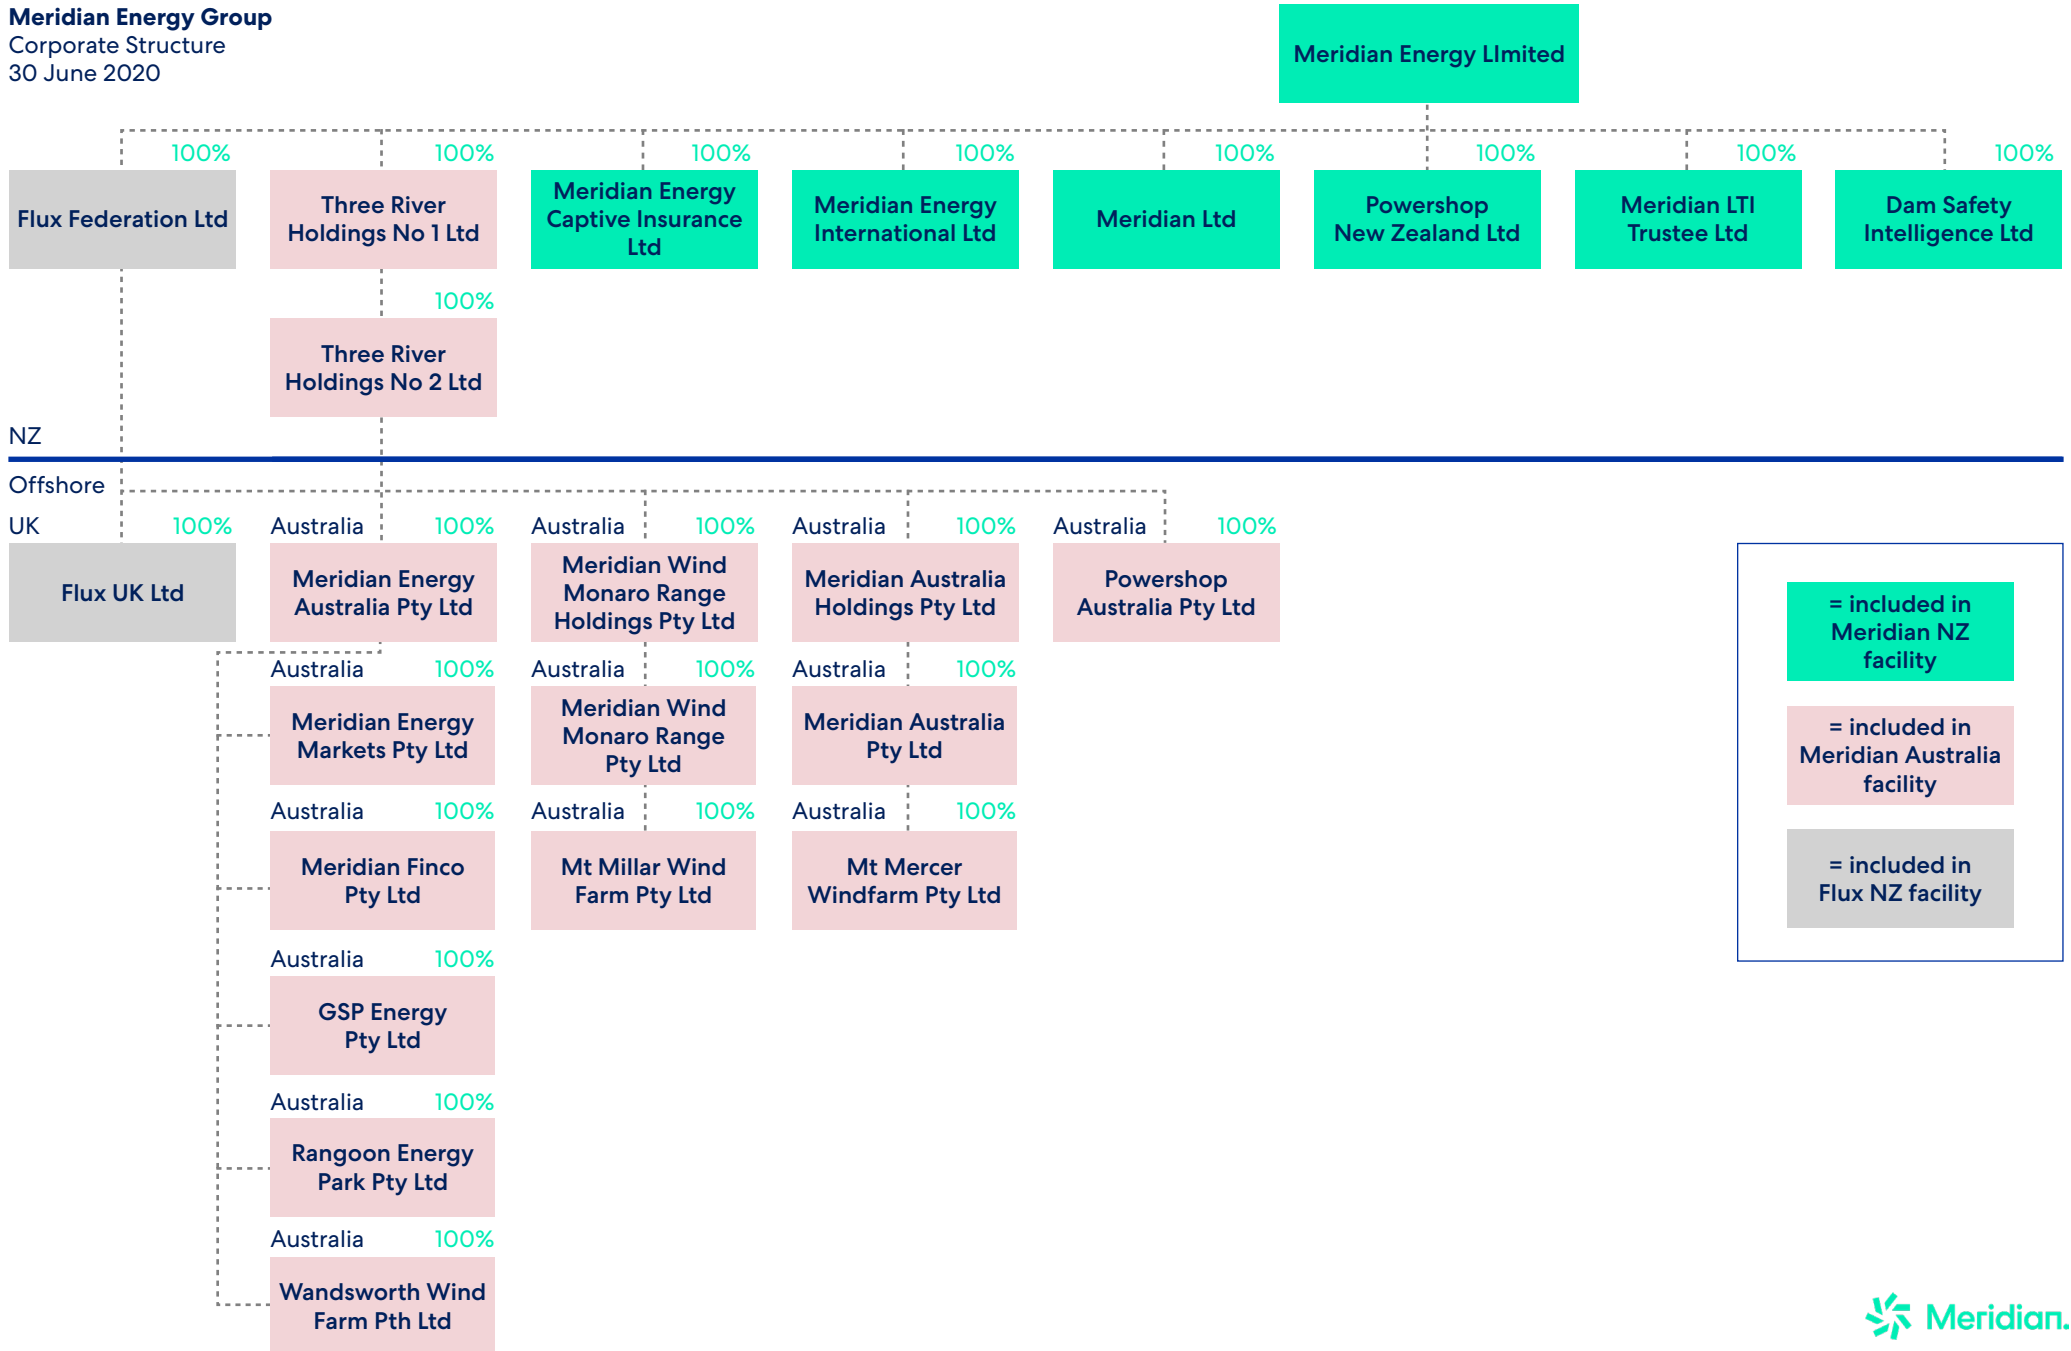 Meridian Energy Group
Corporate Structure
30 June 2020
Meridian Energy LImited
100%
100%
100%
100%
100%
100%
100%
100%
Flux Federation Ltd
Three River
Holdings No 1 Ltd
Meridian Energy
Captive Insurance
Ltd
Meridian Energy
International Ltd
Meridian Ltd
Powershop
New Zealand Ltd
Meridian LTI
Trustee Ltd
Dam Safety
Intelligence Ltd
100%
Three River
Holdings No 2 Ltd
NZ
Offshore
UK 100%
Australia 100%
Australia 100%
Australia 100%
Australia 100%
Flux UK Ltd
Meridian Energy
Australia Pty Ltd
Meridian Wind
Monaro Range
Holdings Pty Ltd
Meridian Australia
Holdings Pty Ltd
Powershop
Australia Pty Ltd
Australia 100%
Australia 100%
Australia 100%
Meridian Energy
Markets Pty Ltd
Meridian Wind
Monaro Range
Pty Ltd
Meridian Australia
Pty Ltd
Australia 100%
Australia 100%
Australia 100%
Meridian Finco
Pty Ltd
Mt Millar Wind
Farm Pty Ltd
Mt Mercer
Windfarm Pty Ltd
Australia 100%
GSP Energy
Pty Ltd
Australia 100%
Rangoon Energy
Park Pty Ltd
Australia 100%
Wandsworth Wind
Farm Pth Ltd
= included in
Meridian NZ
facility
= included in
Meridian Australia
facility
= included in
Flux NZ facility
Meridian.